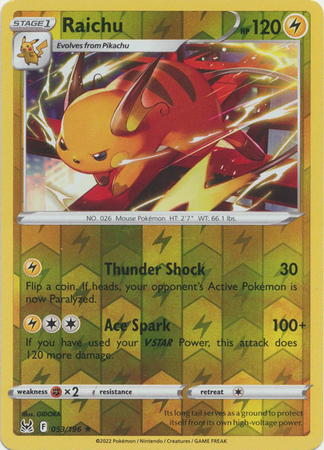 STAGE 1
Raichu
HP 120
Evolves from Pikachu
NO. 026 Mouse Pokémon. HT: 2'7" WT: 66.1 lbs.
Thunder Shock 30
Flip a coin. If heads, your opponent's Active Pokémon is
now Paralyzed.
Ace Spark 100+
If you have used your VSTAR Power, this attack does
120 more damage.
weakness ×2 resistance retreat
Illus. GIDORA
F 053/196 ★
Its long tail serves as a ground to protect
itself from its own high-voltage power.
©2022 Pokémon / Nintendo / Creatures / GAME FREAK